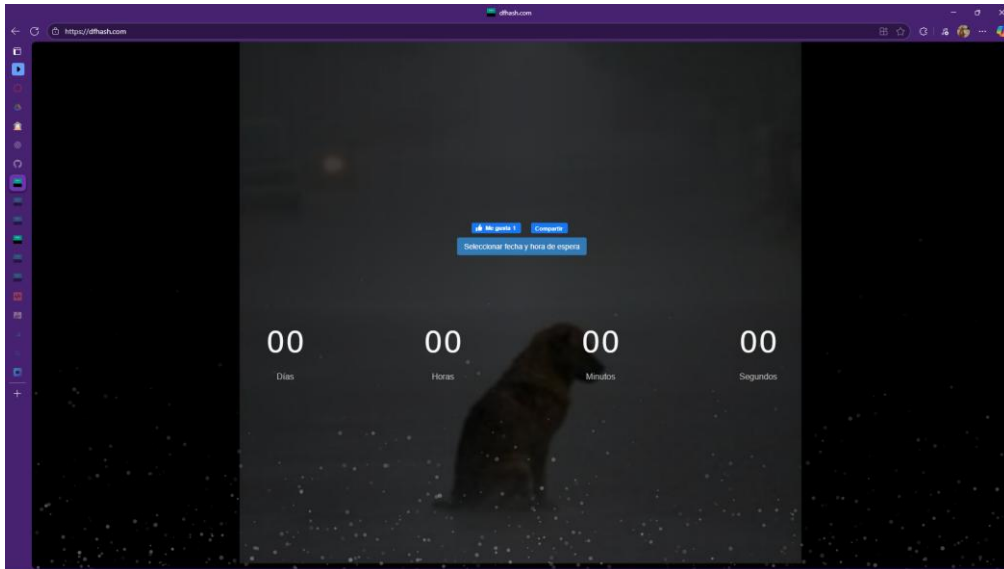 dfhash.com
https://dfhash.com
Me gusta 1
Compartir
Seleccionar fecha y hora de espera
00 00 00 00
Días Horas Minutos Segundos